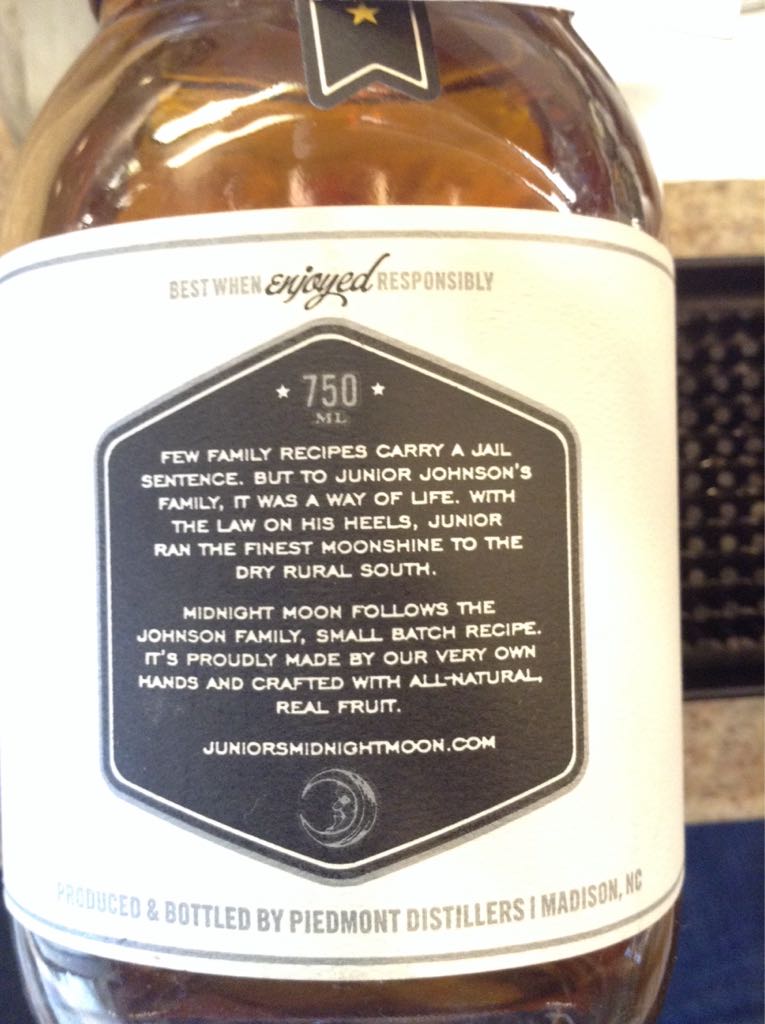 BEST WHEN enjoyed RESPONSIBLY
750
ML
FEW FAMILY RECIPES CARRY A JAIL
SENTENCE. BUT TO JUNIOR JOHNSON'S
FAMILY, IT WAS A WAY OF LIFE. WITH
THE LAW ON HIS HEELS, JUNIOR
RAN THE FINEST MOONSHINE TO THE
DRY RURAL SOUTH.
MIDNIGHT MOON FOLLOWS THE
JOHNSON FAMILY, SMALL BATCH RECIPE.
IT'S PROUDLY MADE BY OUR VERY OWN
HANDS AND CRAFTED WITH ALL-NATURAL,
REAL FRUIT.
JUNIORSMIDNIGHTMOON.COM
PRODUCED & BOTTLED BY PIEDMONT DISTILLERS | MADISON, NC